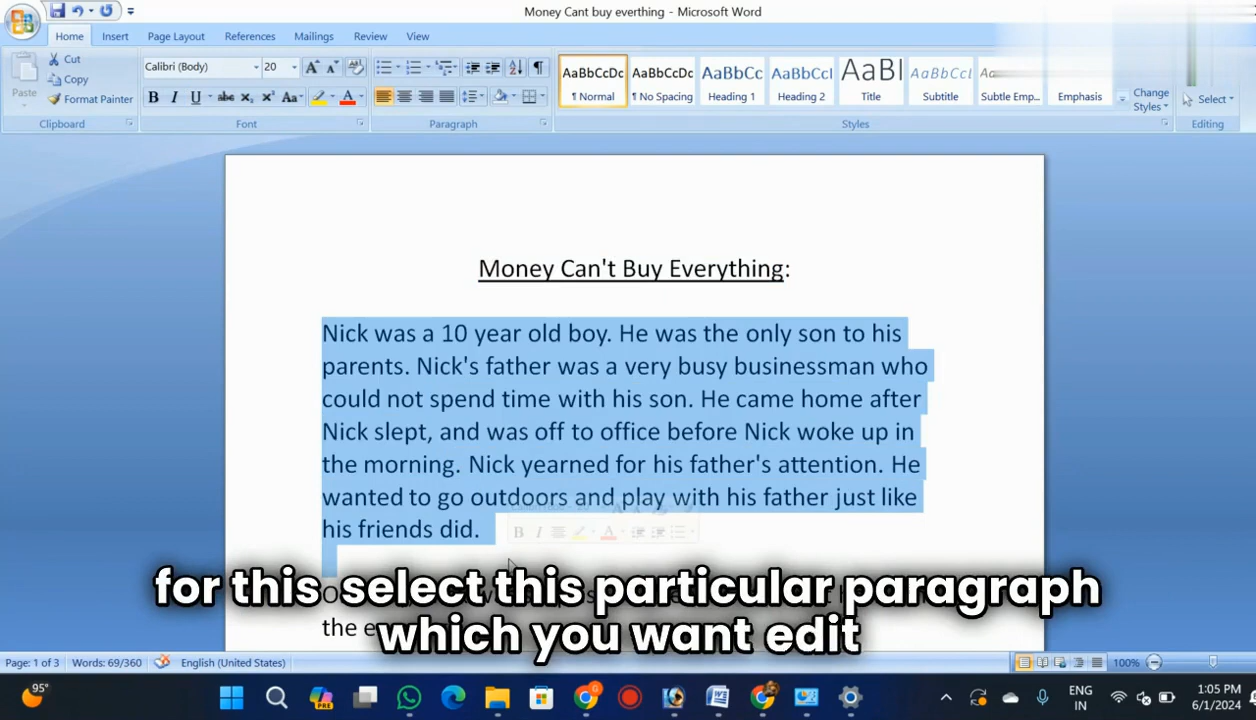 Money Cant buy everthing - Microsoft Word
Home Insert Page Layout References Mailings Review View
Cut
Copy
Paste
Format Painter
Calibri (Body) 20
AaBbCcDc AaBbCcDc AaBbCc AaBbCcI AaBl AaBbCcL
¶ Normal ¶ No Spacing Heading 1 Heading 2 Title Subtitle Subtle Emp... Emphasis
Change Styles
Select
Clipboard Font Paragraph Styles Editing
Money Can't Buy Everything:
Nick was a 10 year old boy. He was the only son to his
parents. Nick's father was a very busy businessman who
could not spend time with his son. He came home after
Nick slept, and was off to office before Nick woke up in
the morning. Nick yearned for his father's attention. He
wanted to go outdoors and play with his father just like
his friends did.
for this select this particular paragraph
which you want edit
Page: 1 of 3 Words: 69/360 English (United States) 100%
95° PRE ENG
IN
1:05 PM
6/1/2024